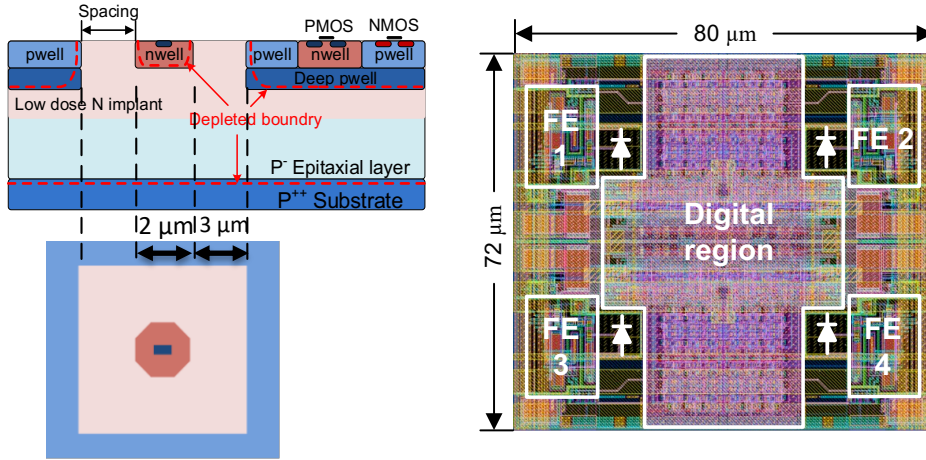 Spacing
PMOS
NMOS
pwell
nwell
pwell
nwell
pwell
Deep pwell
Low dose N implant
Depleted boundry
P⁻ Epitaxial layer
P⁺⁺ Substrate
2 μm
3 μm
80 μm
72 μm
FE
1
FE 2
Digital
region
FE
3
FE
4